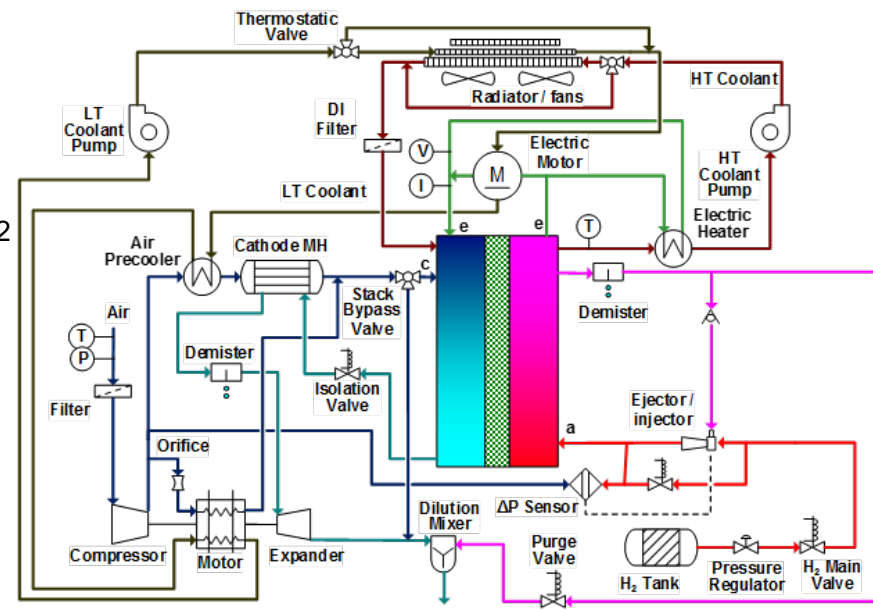 Thermostatic
Valve
HT Coolant
LT
Coolant
Pump
DI
Filter
Radiator / fans
V
I
M
Electric
Motor
HT
Coolant
Pump
LT Coolant
2
Air
Precooler
Cathode MH
e
e
T
Electric
Heater
c
Stack
Bypass
Valve
Demister
Air
T
P
Filter
Demister
Isolation
Valve
Ejector /
injector
a
Orifice
ΔP Sensor
Dilution
Mixer
Compressor
Motor
Expander
Purge
Valve
H2 Tank
Pressure
Regulator
H2 Main
Valve